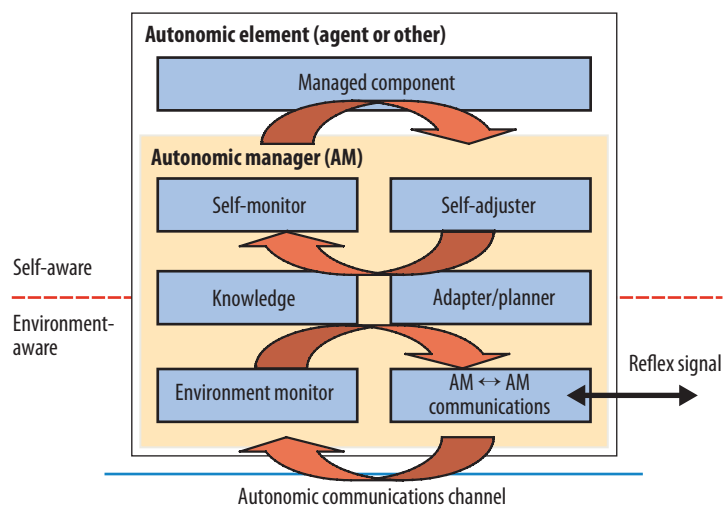 Autonomic element (agent or other)
Managed component
Autonomic manager (AM)
Self-monitor
Self-adjuster
Self-aware
Knowledge
Adapter/planner
Environment-
aware
Environment monitor
AM ↔ AM
communications
Reflex signal
Autonomic communications channel